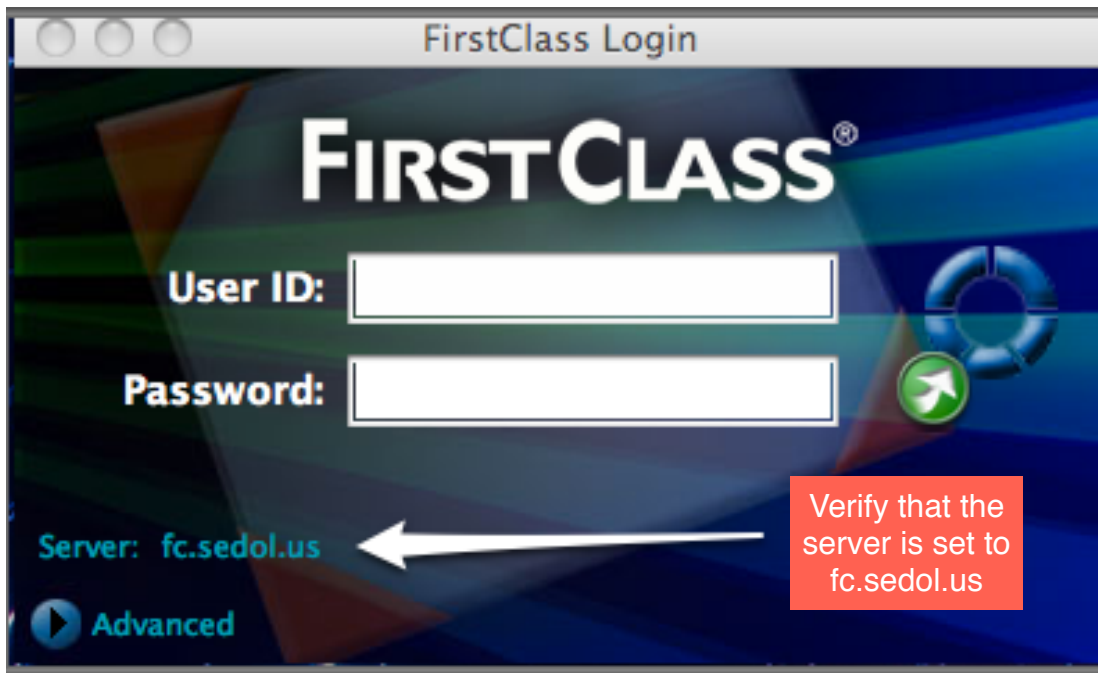 FirstClass Login
FIRSTCLASS®
User ID:
Password:
Verify that the
server is set to
fc.sedol.us
Server: fc.sedol.us
Advanced